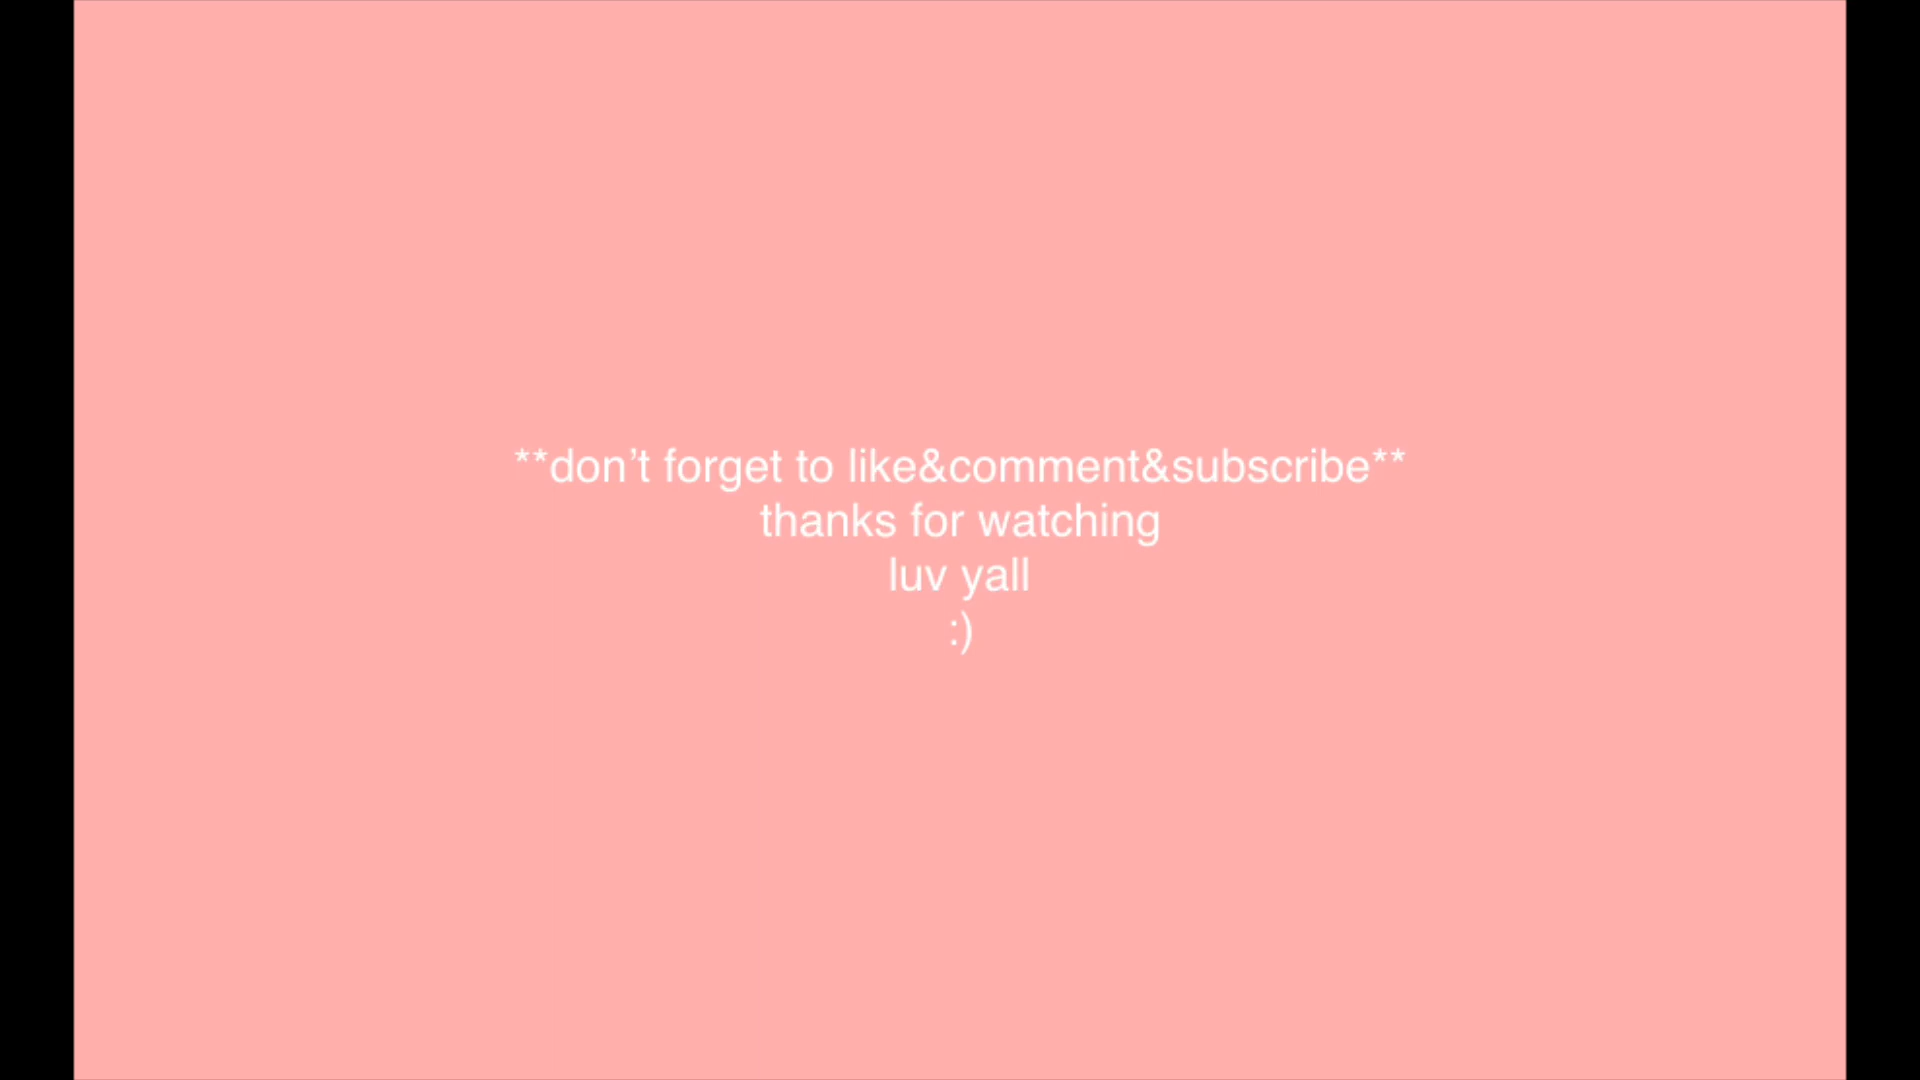 **don’t forget to like&comment&subscribe**
thanks for watching
luv yall
:)